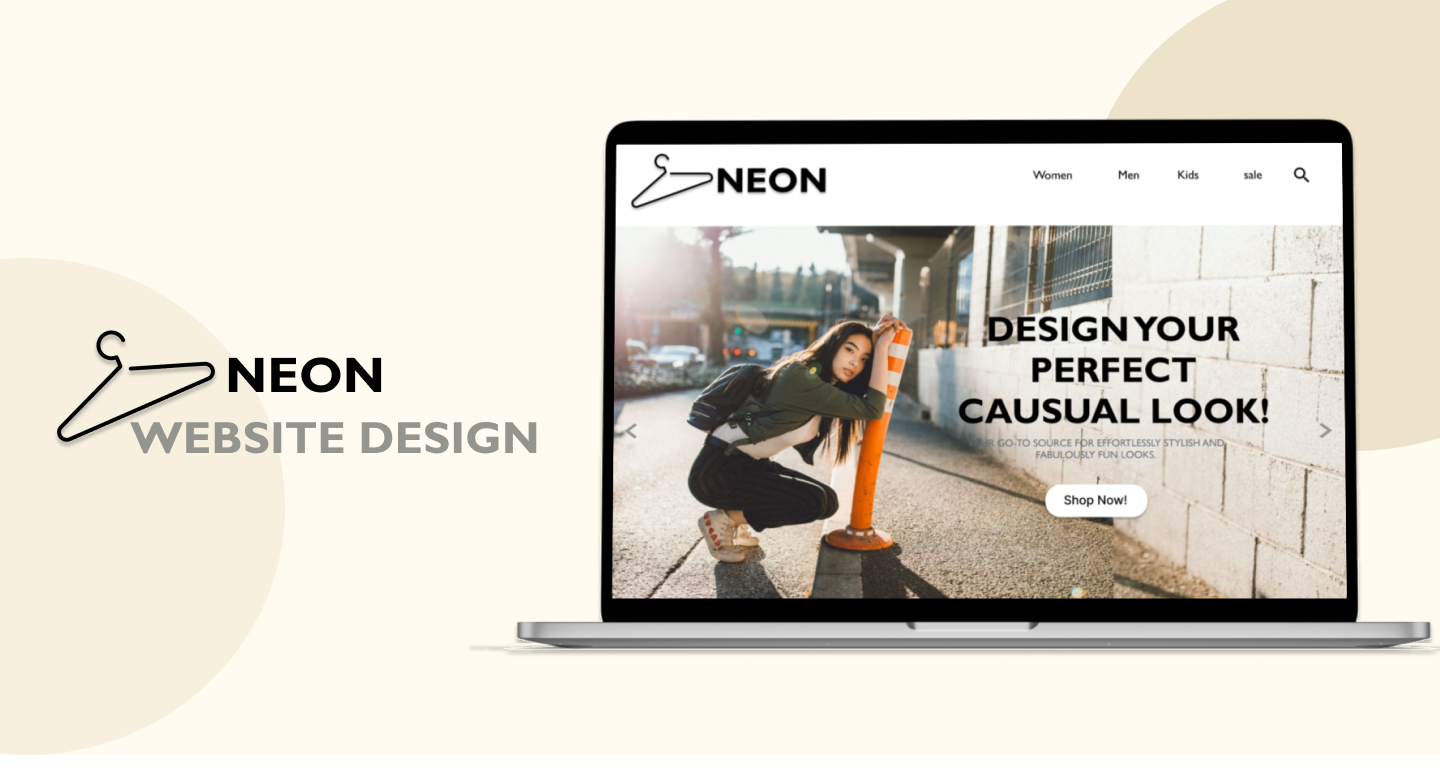 NEON
WEBSITE DESIGN
NEON
Women Men Kids sale
DESIGN YOUR
PERFECT
CAUSUAL LOOK!
GO-TO SOURCE FOR EFFORTLESSLY STYLISH AND
FABULOUSLY FUN LOOKS.
Shop Now!